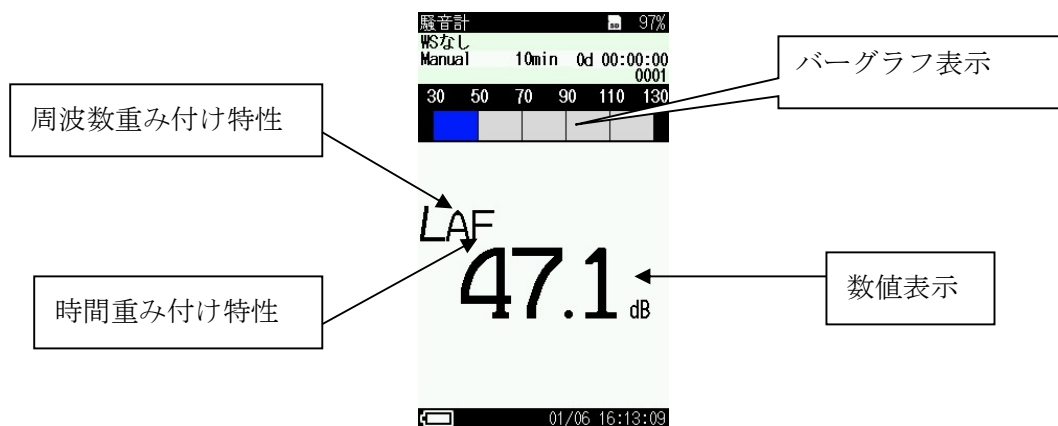 騒音計 SD 97%
WSなし
Manual 10min 0d 00:00:00
0001
30 50 70 90 110 130
バーグラフ表示
周波数重み付け特性
LAF
47.1 dB
数値表示
時間重み付け特性
01/06 16:13:09